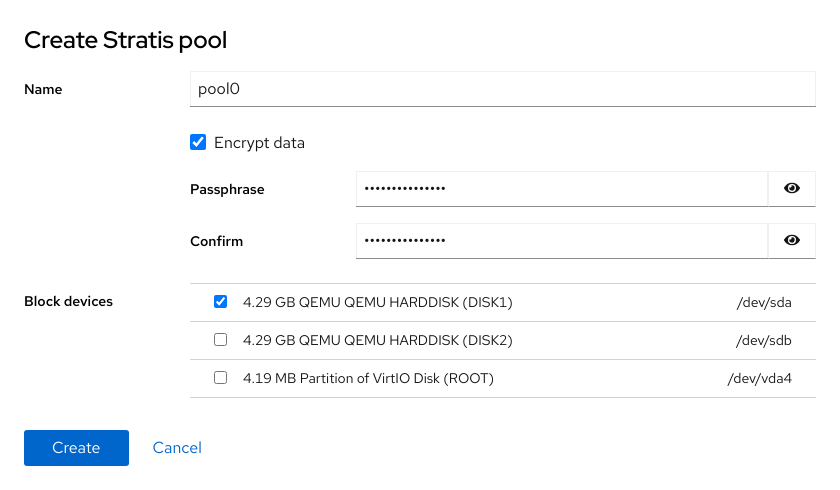 Create Stratis pool
Name
pool0
Encrypt data
Passphrase
•••••••••••••••
Confirm
•••••••••••••••
Block devices
4.29 GB QEMU QEMU HARDDISK (DISK1) /dev/sda
4.29 GB QEMU QEMU HARDDISK (DISK2) /dev/sdb
4.19 MB Partition of VirtIO Disk (ROOT) /dev/vda4
Create Cancel